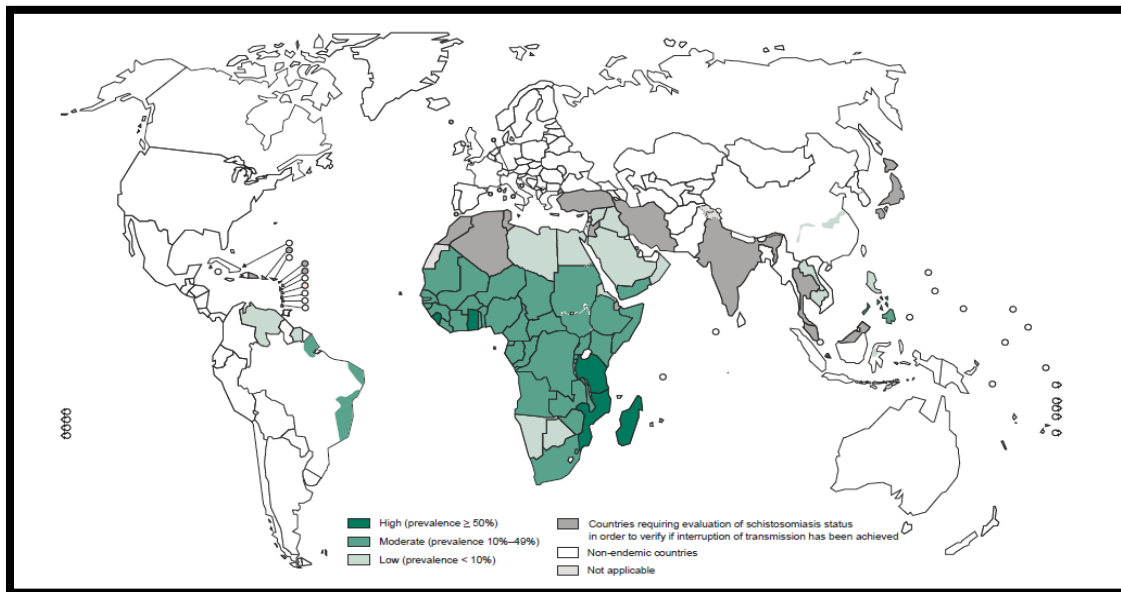 High (prevalence ≥ 50%)
Moderate (prevalence 10%–49%)
Low (prevalence < 10%)
Countries requiring evaluation of schistosomiasis status
in order to verify if interruption of transmission has been achieved
Non-endemic countries
Not applicable